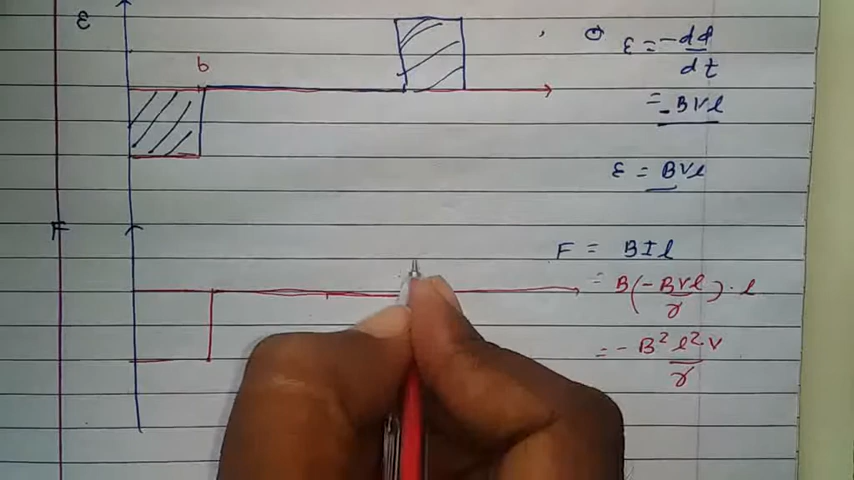 ε
b
ε = -dϕ/dt
= -BVl
ε = BVl
F
F = BIl
= B(-BVl/r)·l
= -B²l²v/r